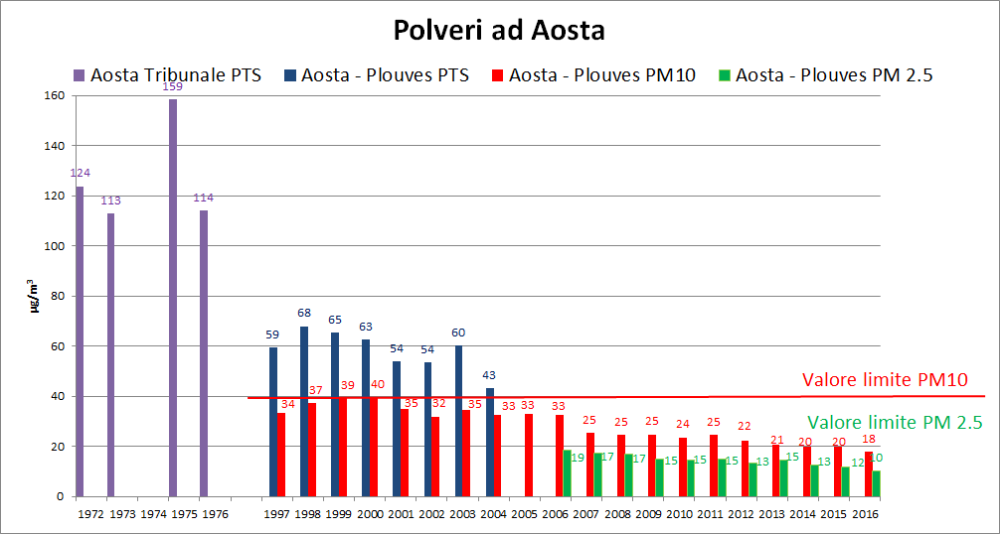 Polveri ad Aosta
Aosta Tribunale PTS Aosta - Plouves PTS Aosta - Plouves PM10 Aosta - Plouves PM 2.5
µg/m³
160
140
120
100
80
60
40
20
0
124 113 159 114
59 68 65 63 54 54 60 43
34 37 39 40 35 32 35 33 33 33 25 25 25 24 25 22 21 20 20 18
19 17 17 15 15 15 13 15 13 12 10
Valore limite PM10
Valore limite PM 2.5
1972 1973 1974 1975 1976 1997 1998 1999 2000 2001 2002 2003 2004 2005 2006 2007 2008 2009 2010 2011 2012 2013 2014 2015 2016